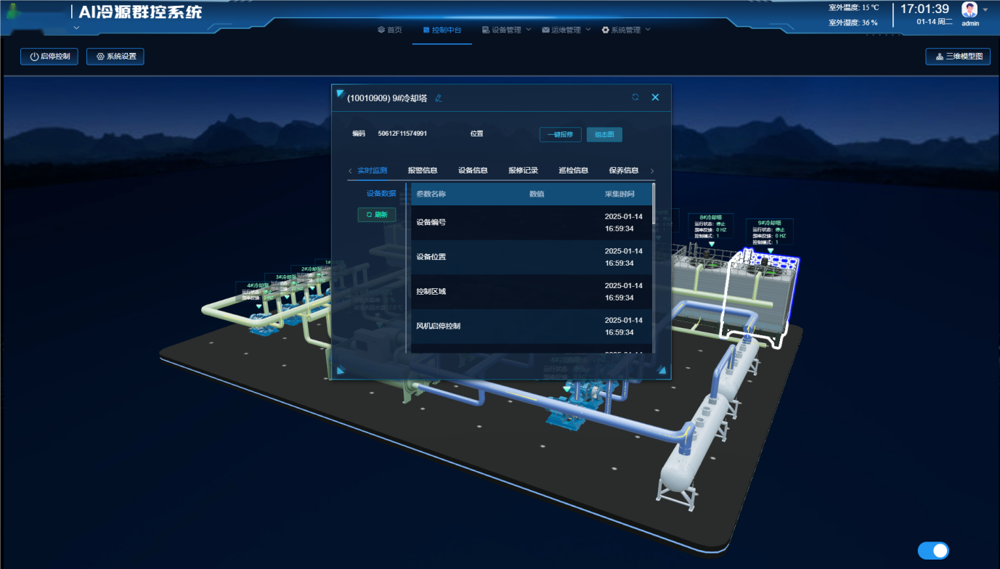 AI冷源群控系统
室外温度: 15 ℃
室外湿度: 36 %
17:01:39
01-14 周二
admin
首页
控制中台
设备管理
运维管理
系统管理
启停控制
系统设置
三维模型图
(10010909) 9#冷却塔
编码 50612F11574991
位置
一键报修
组态图
实时监测
报警信息
设备信息
报修记录
巡检信息
保养信息
设备数据
刷新
参数名称 数值 采集时间
设备编号 2025-01-14
16:59:34
设备位置 2025-01-14
16:59:34
控制区域 2025-01-14
16:59:34
风机启停控制 2025-01-14
16:59:34
8#冷却塔
运行状态: 停止
频率反馈: 0 HZ
控制模式: 1
9#冷却塔
运行状态: 停止
频率反馈: 0 HZ
控制模式: 1
1#
2#冷却泵
3#冷却泵
4#冷却泵
运行状态: 停止
频率反馈: 0 HZ